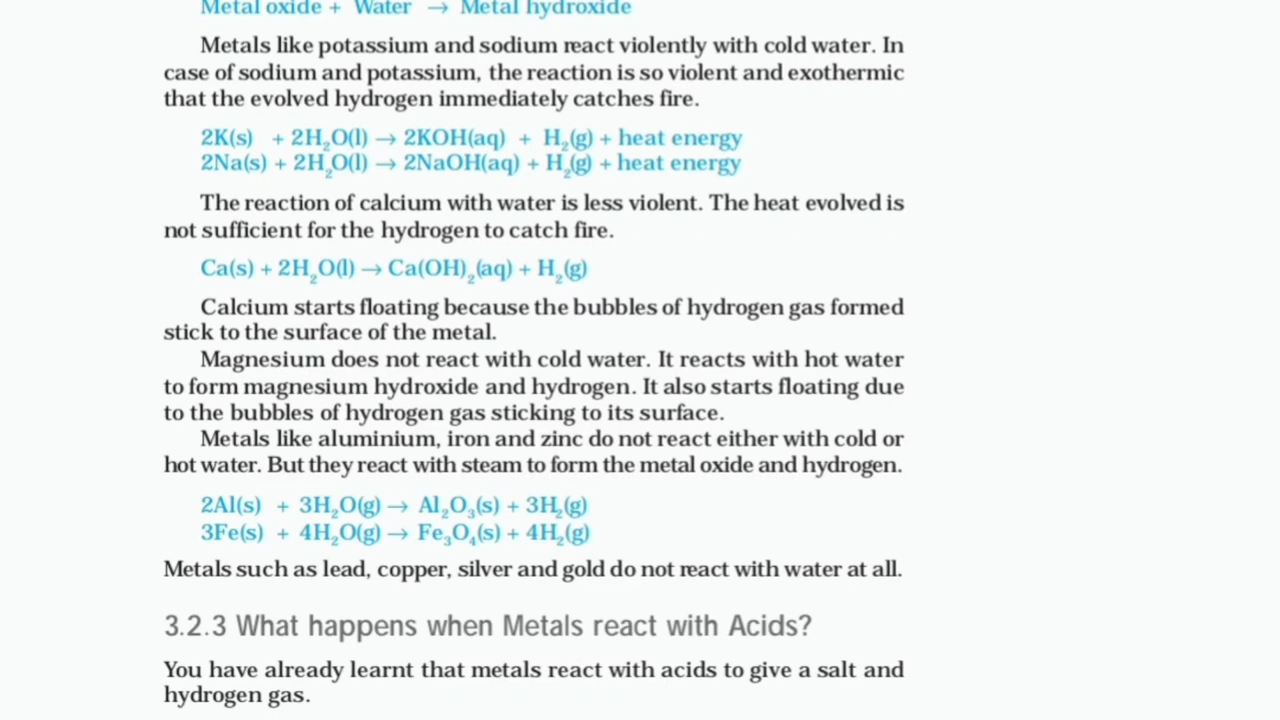 Metal oxide + Water → Metal hydroxide
Metals like potassium and sodium react violently with cold water. In
case of sodium and potassium, the reaction is so violent and exothermic
that the evolved hydrogen immediately catches fire.
2K(s) + 2H₂O(l) → 2KOH(aq) + H₂(g) + heat energy
2Na(s) + 2H₂O(l) → 2NaOH(aq) + H₂(g) + heat energy
The reaction of calcium with water is less violent. The heat evolved is
not sufficient for the hydrogen to catch fire.
Ca(s) + 2H₂O(l) → Ca(OH)₂(aq) + H₂(g)
Calcium starts floating because the bubbles of hydrogen gas formed
stick to the surface of the metal.
Magnesium does not react with cold water. It reacts with hot water
to form magnesium hydroxide and hydrogen. It also starts floating due
to the bubbles of hydrogen gas sticking to its surface.
Metals like aluminium, iron and zinc do not react either with cold or
hot water. But they react with steam to form the metal oxide and hydrogen.
2Al(s) + 3H₂O(g) → Al₂O₃(s) + 3H₂(g)
3Fe(s) + 4H₂O(g) → Fe₃O₄(s) + 4H₂(g)
Metals such as lead, copper, silver and gold do not react with water at all.
3.2.3 What happens when Metals react with Acids?
You have already learnt that metals react with acids to give a salt and
hydrogen gas.